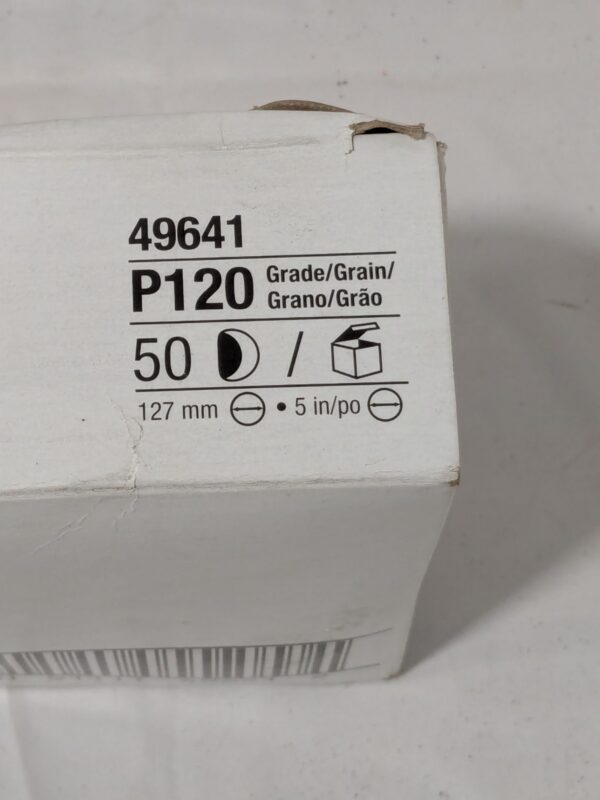 49641
P120 Grade/Grain/
Grano/Grão
50 /
127 mm • 5 in/po